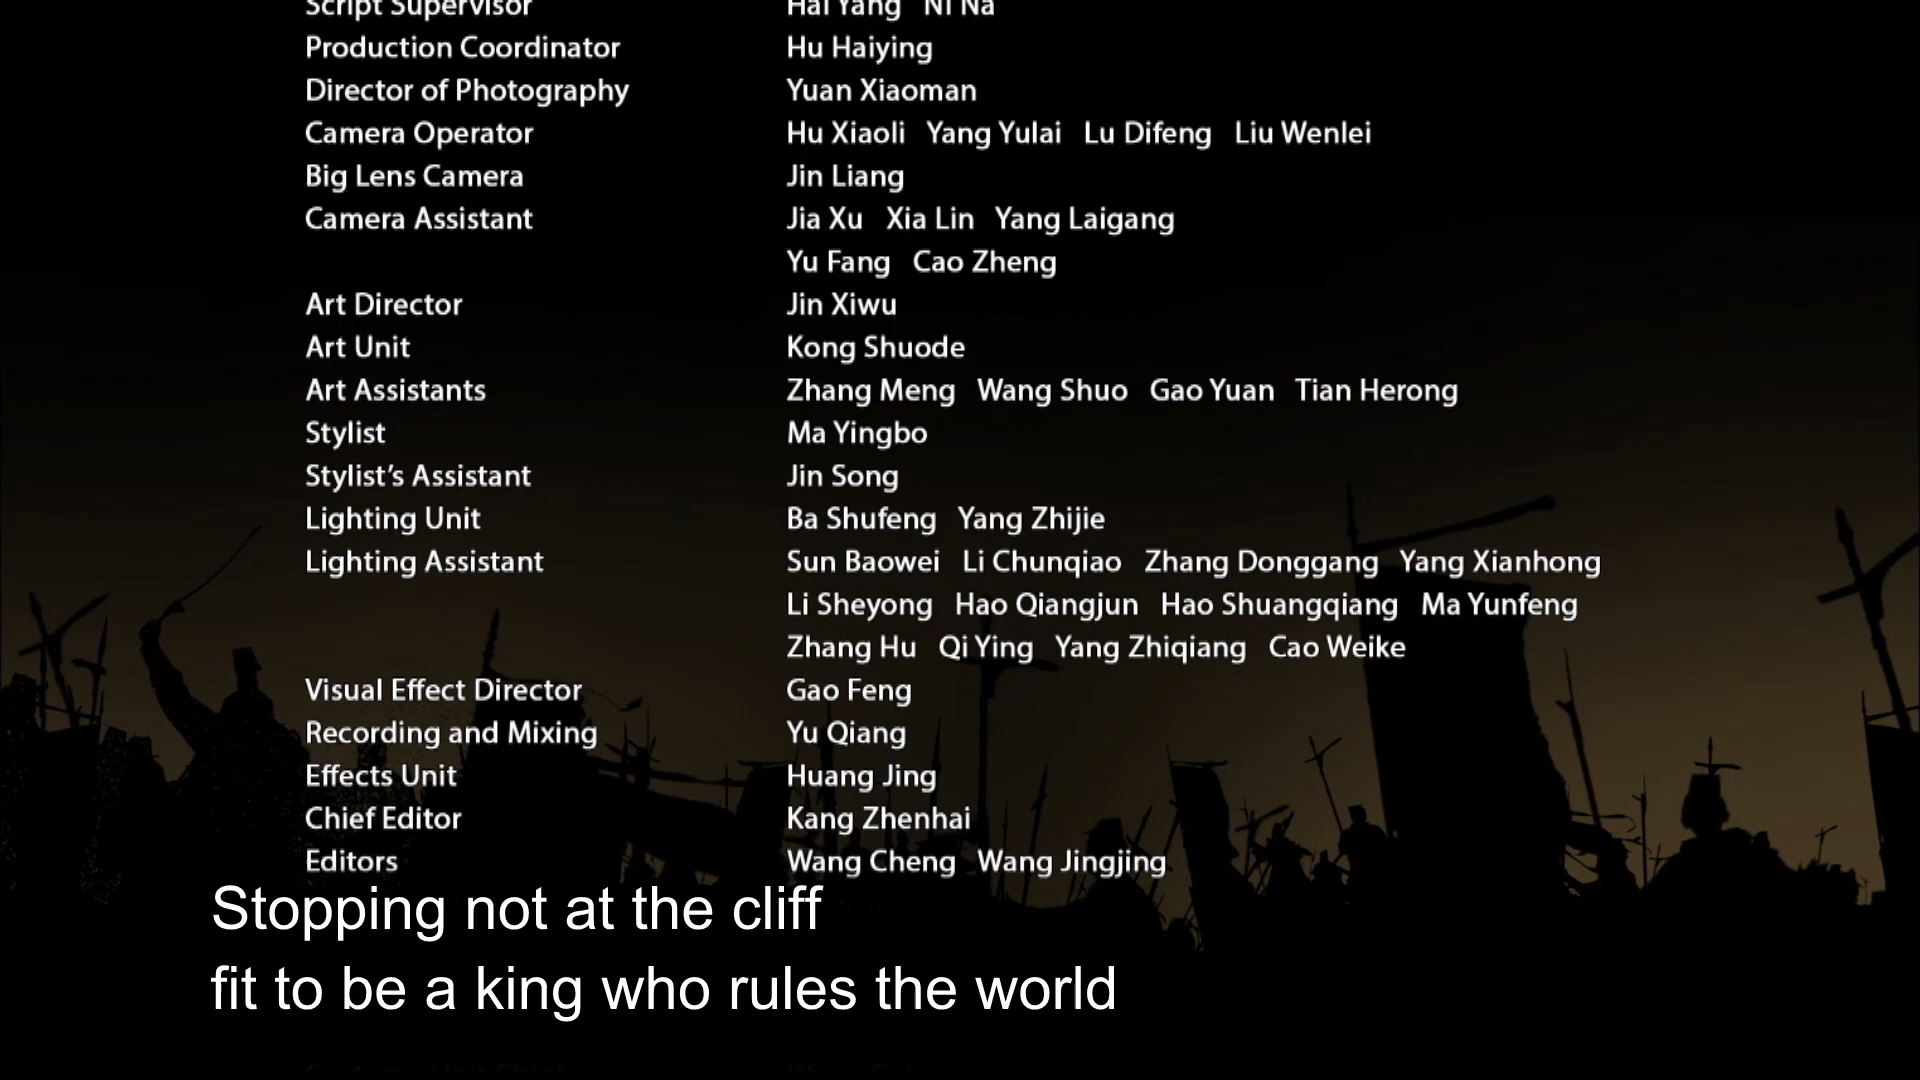 Script Supervisor Hai Yang Ni Na
Production Coordinator Hu Haiying
Director of Photography Yuan Xiaoman
Camera Operator Hu Xiaoli Yang Yulai Lu Difeng Liu Wenlei
Big Lens Camera Jin Liang
Camera Assistant Jia Xu Xia Lin Yang Laigang
Yu Fang Cao Zheng
Art Director Jin Xiwu
Art Unit Kong Shuode
Art Assistants Zhang Meng Wang Shuo Gao Yuan Tian Herong
Stylist Ma Yingbo
Stylist’s Assistant Jin Song
Lighting Unit Ba Shufeng Yang Zhijie
Lighting Assistant Sun Baowei Li Chunqiao Zhang Donggang Yang Xianhong
Li Sheyong Hao Qiangjun Hao Shuangqiang Ma Yunfeng
Zhang Hu Qi Ying Yang Zhiqiang Cao Weike
Visual Effect Director Gao Feng
Recording and Mixing Yu Qiang
Effects Unit Huang Jing
Chief Editor Kang Zhenhai
Editors Wang Cheng Wang Jingjing
Stopping not at the cliff
fit to be a king who rules the world